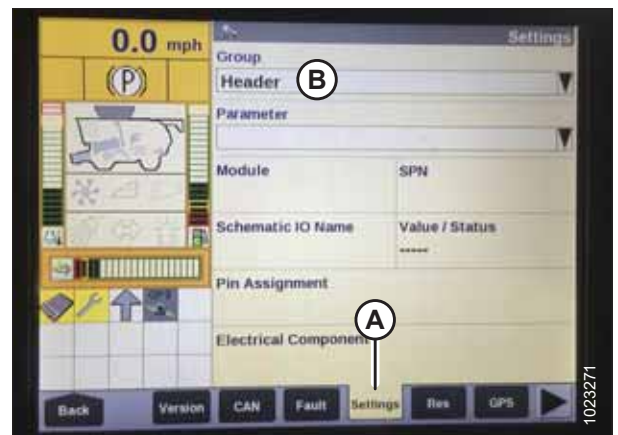 0.0 mph
Settings
(P)
Group
Header
B
Parameter
Module
SPN
Schematic IO Name
Value / Status
-----
Pin Assignment
A
Electrical Component
Back
Version
CAN
Fault
Settings
Res
GPS
1023271